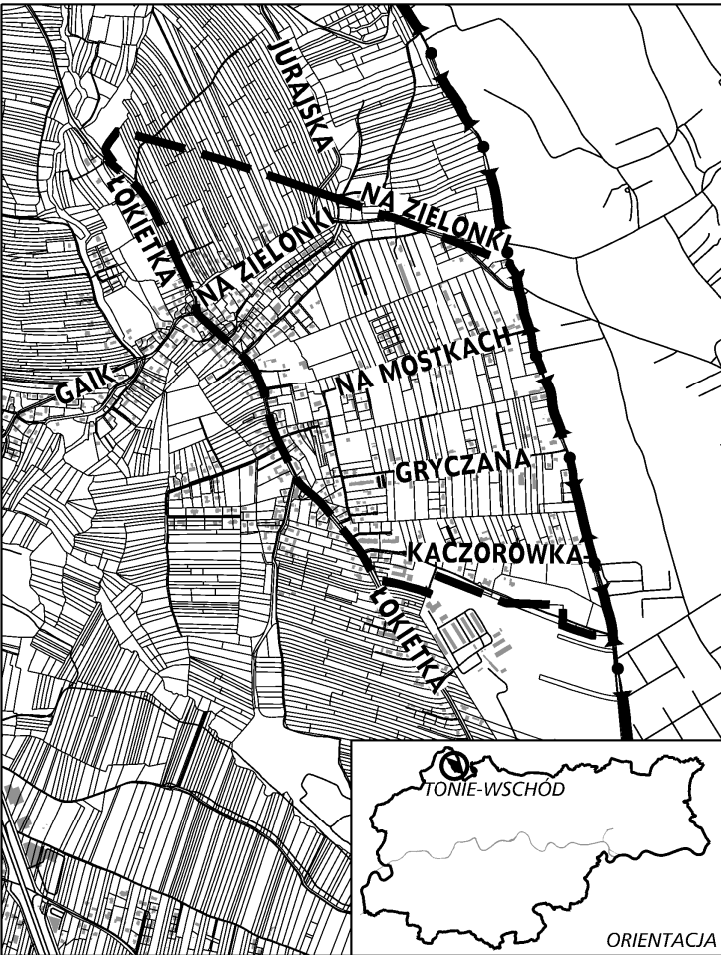 JURAJSKA
ŁOKIETKA
NA ZIELONKI
NA ZIELONKI
NA MOSTKACH
GAIK
GRYCZANA
KACZORÓWKA
ŁOKIETKA
TONIE-WSCHÓD
ORIENTACJA